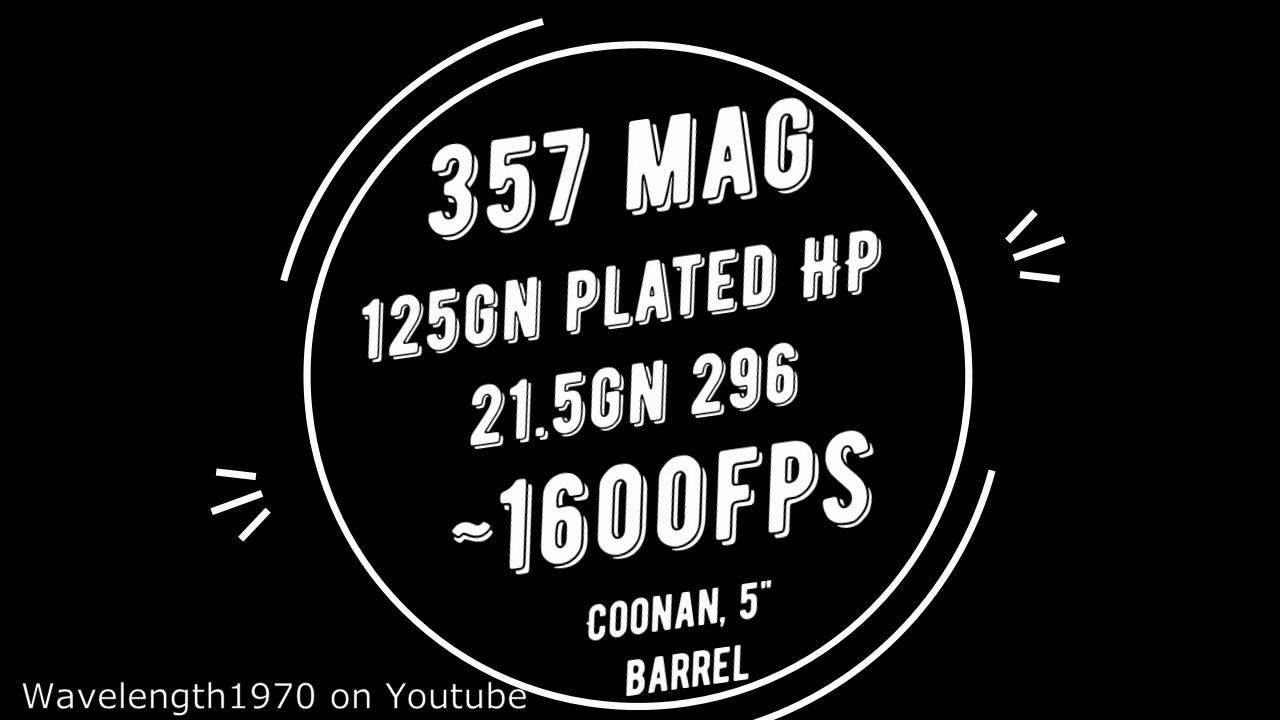 357 MAG
125GN PLATED HP
21.5GN 296
~1600FPS
COONAN, 5"
BARREL
Wavelength1970 on Youtube